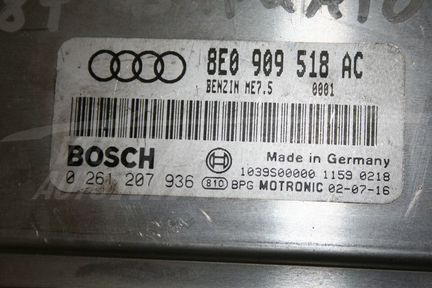 8E0 909 518 AC
BENZIN ME7.5 0001
BOSCH
Made in Germany
1039S00000 1159 0218
0 261 207 936 810 BPG MOTRONIC 02-07-16